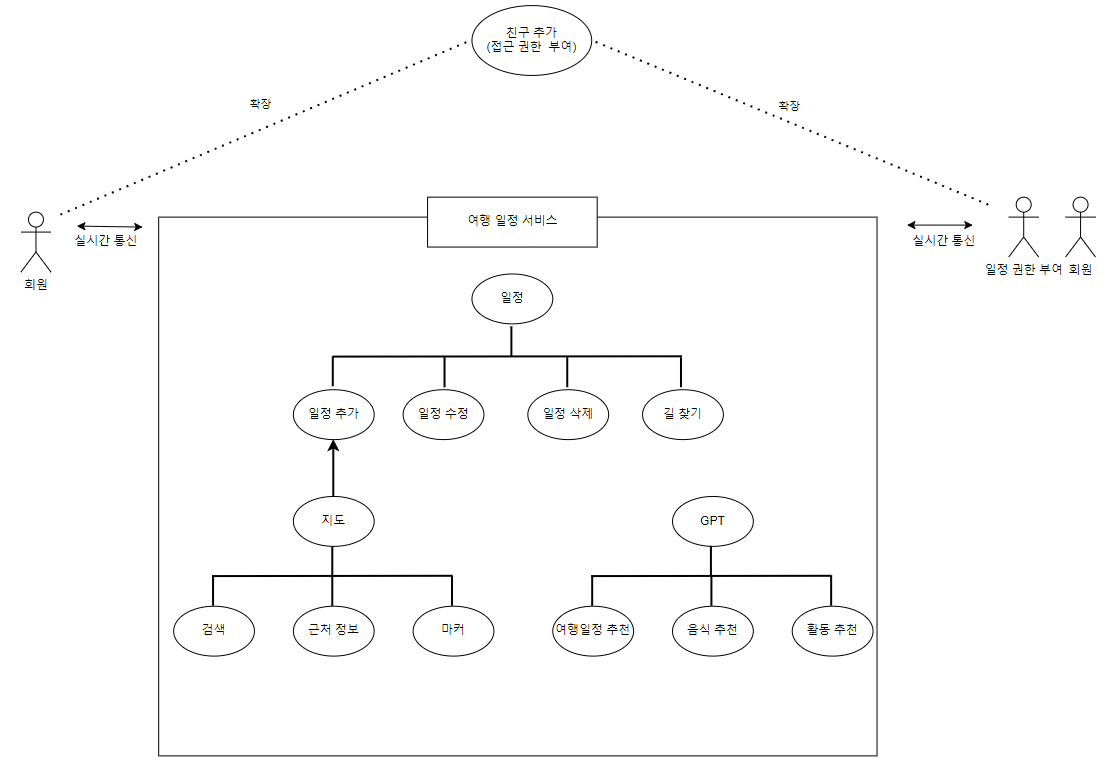 친구 추가
(접근 권한 부여)
확장
확장
여행 일정 서비스
실시간 통신
실시간 통신
회원
일정 권한 부여 회원
일정
일정 추가
일정 수정
일정 삭제
길 찾기
지도
GPT
검색
근처 정보
마커
여행일정 추천
음식 추천
활동 추천